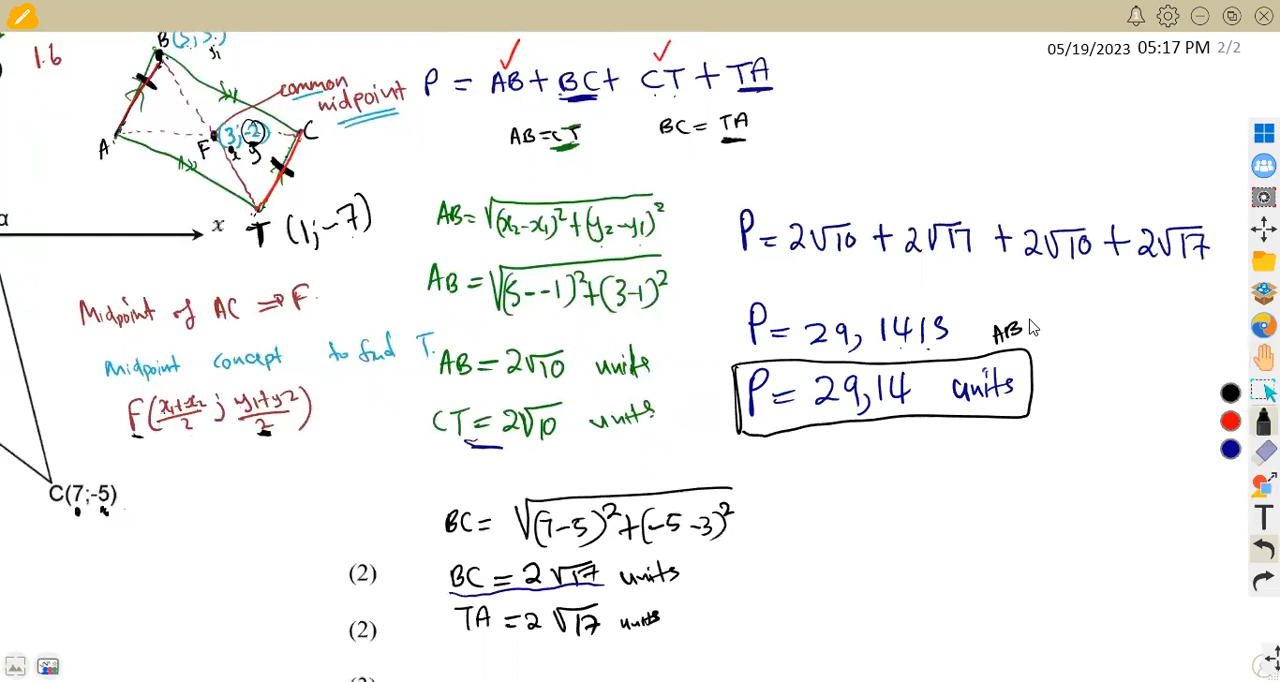 05/19/2023 05:17 PM 2/2
1.6
P = AB + BC + CT + TA
common
midpoint
AB = CT
BC = TA
A
F
(3;-2)
x y
C
x
T (1;-7)
AB = √(x₂-x₁)²+(y₂-y₁)²
P = 2√10 + 2√17 + 2√10 + 2√17
AB = √(5--1)²+(3-1)²
Midpoint of AC ⇒ F.
P = 29,1413
AB
Midpoint concept to find T.
AB = 2√10 units
P = 29,14 units
F(x₁+x₂/2 ; y₁+y2/2)
CT = 2√10 units
C(7;-5)
BC = √(7-5)²+(-5-3)²
(2)
BC = 2√17 units
TA = 2√17 units
(2)